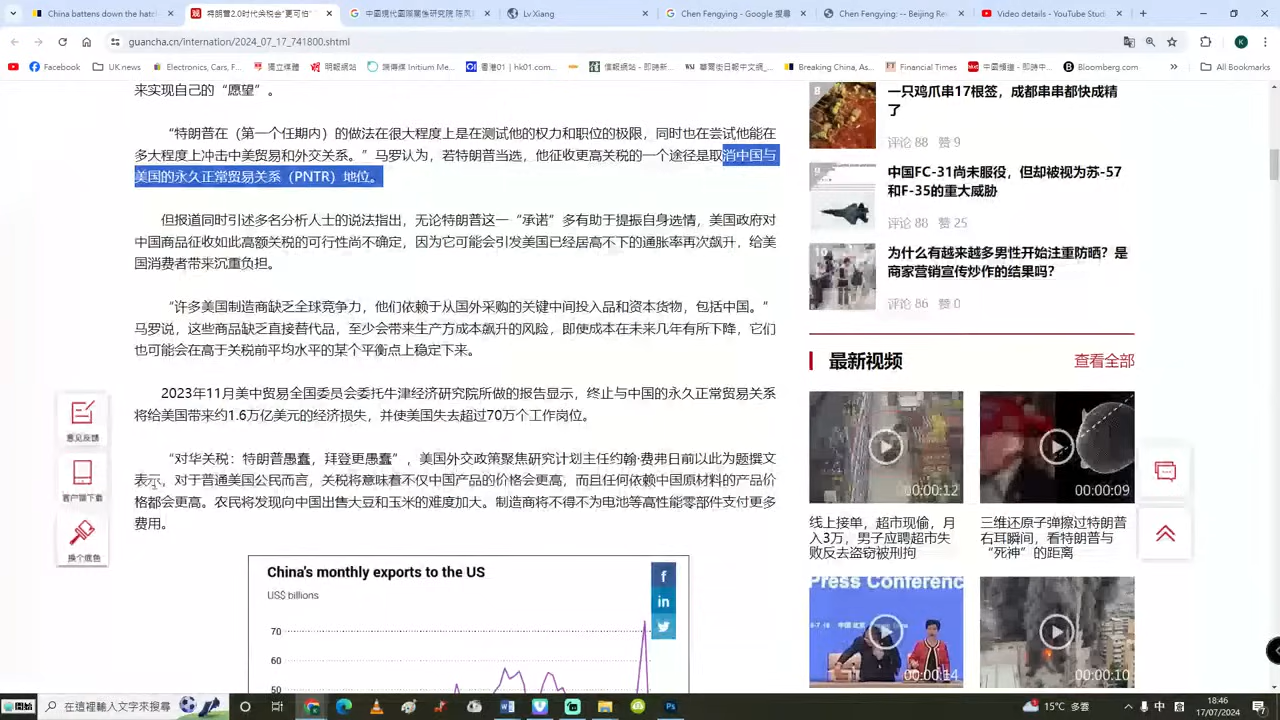 China batten down the hatch
特朗普2.0时代关税会"更可怕"
中國現代國際關係研究院 陈凤英
Lv Xiang
Chen Fengying - Google 搜尋
Chen Fengying -- Beijing Re
Video details - YouTube Stud
guancha.cn/internation/2024_07_17_741800.shtml
K
Facebook
UK news
Electronics, Cars, F...
獨立媒體
明報網站
端傳媒 Initium Me...
香港01 | hk01.com...
信報網站 - 即時新...
華爾街日報中文網_...
Breaking China, As...
Financial Times
中國報道 - 即時中...
Bloomberg.com
All Bookmarks
来实现自己的“愿望”。
“特朗普在（第一个任期内）的做法在很大程度上是在测试他的权力和职位的极限，同时也在尝试他能在
多大程度上冲击中美贸易和外交关系。”马罗认为，若特朗普当选，他征收更高关税的一个途径是取消中国与
美国的永久正常贸易关系（PNTR）地位。
但报道同时引述多名分析人士的说法指出，无论特朗普这一“承诺”多有助于提振自身选情，美国政府对
中国商品征收如此高额关税的可行性尚不确定，因为它可能会引发美国已经居高不下的通胀率再次飙升，给美
国消费者带来沉重负担。
“许多美国制造商缺乏全球竞争力，他们依赖于从国外采购的关键中间投入品和资本货物，包括中国。”
马罗说，这些商品缺乏直接替代品，至少会带来生产方成本飙升的风险，即使成本在未来几年有所下降，它们
也可能会在高于关税前平均水平的某个平衡点上稳定下来。
2023年11月美中贸易全国委员会委托牛津经济研究院所做的报告显示，终止与中国的永久正常贸易关系
将给美国带来约1.6万亿美元的经济损失，并使美国失去超过70万个工作岗位。
“对华关税：特朗普愚蠢，拜登更愚蠢”，美国外交政策聚焦研究计划主任约翰·费弗日前以此为题撰文
表示，对于普通美国公民而言，关税将意味着不仅中国产品的价格会更高，而且任何依赖中国原材料的产品价
格都会更高。农民将发现向中国出售大豆和玉米的难度加大。制造商将不得不为电池等高性能零部件支付更多
费用。
China's monthly exports to the US
US$ billions
70
60
50
f
in
意见反馈
客户端下载
换个底色
8
一只鸡爪串17根签，成都串串都快成精
了
评论 88 赞 9
9
中国FC-31尚未服役，但却被视为苏-57
和F-35的重大威胁
评论 88 赞 25
10
为什么有越来越多男性开始注重防晒？是
商家营销宣传炒作的结果吗？
评论 86 赞 0
最新视频
查看全部
00:00:12
00:00:09
线上接单，超市现偷，月
入3万，男子应聘超市失
败反去盗窃被刑拘
三维还原子弹擦过特朗普
右耳瞬间，看特朗普与
“死神”的距离
Press Conference
00:00:14
00:00:10
開始
在這裡輸入文字來搜尋
15°C 多雲
中
18:46
17/07/2024